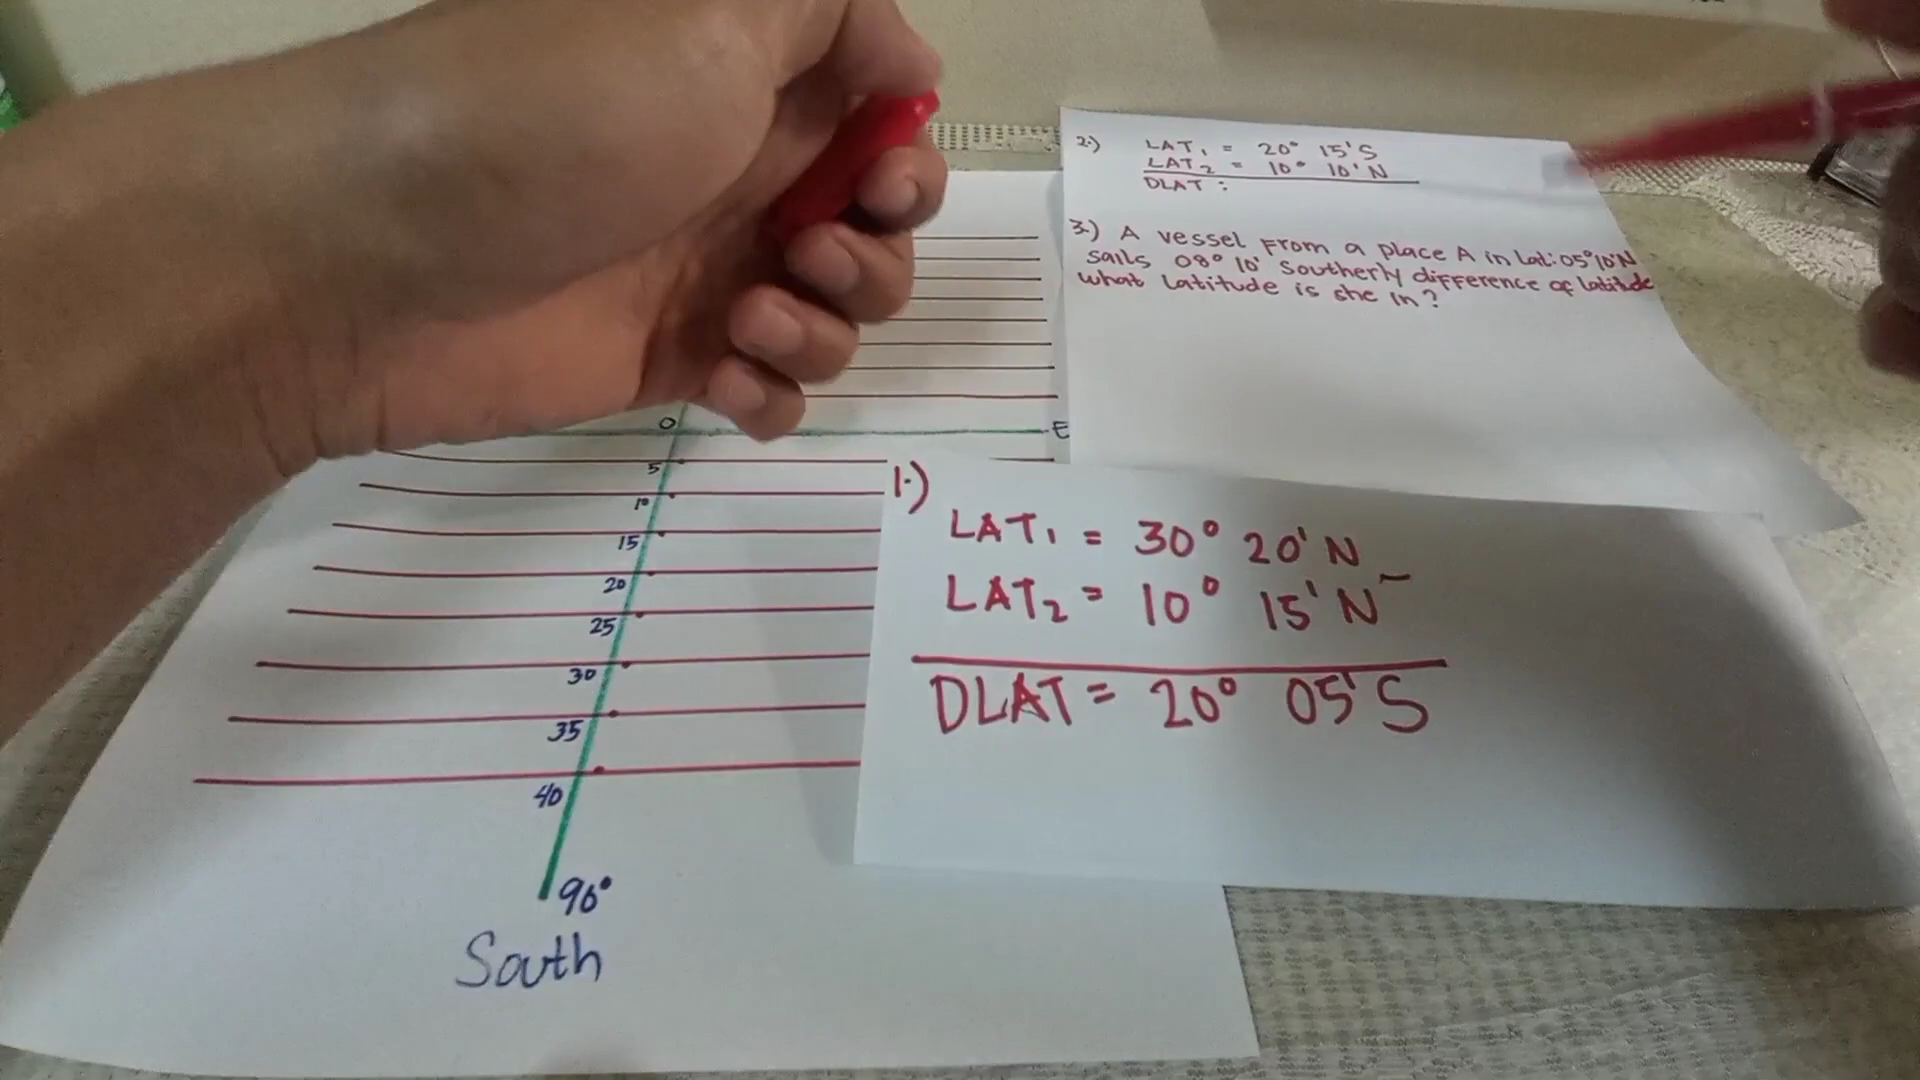 2.) LAT1 = 20° 15' S
LAT2 = 10° 10' N
DLAT :
3.) A vessel from a place A in Lat: 05°10'N
sails 08° 10' Southerly difference of latitude
what latitude is she in?
0
E
5
10
15
20
25
30
35
40
90°
South
1.)
LAT1 = 30° 20' N
LAT2 = 10° 15' N -
DLAT = 20° 05' S